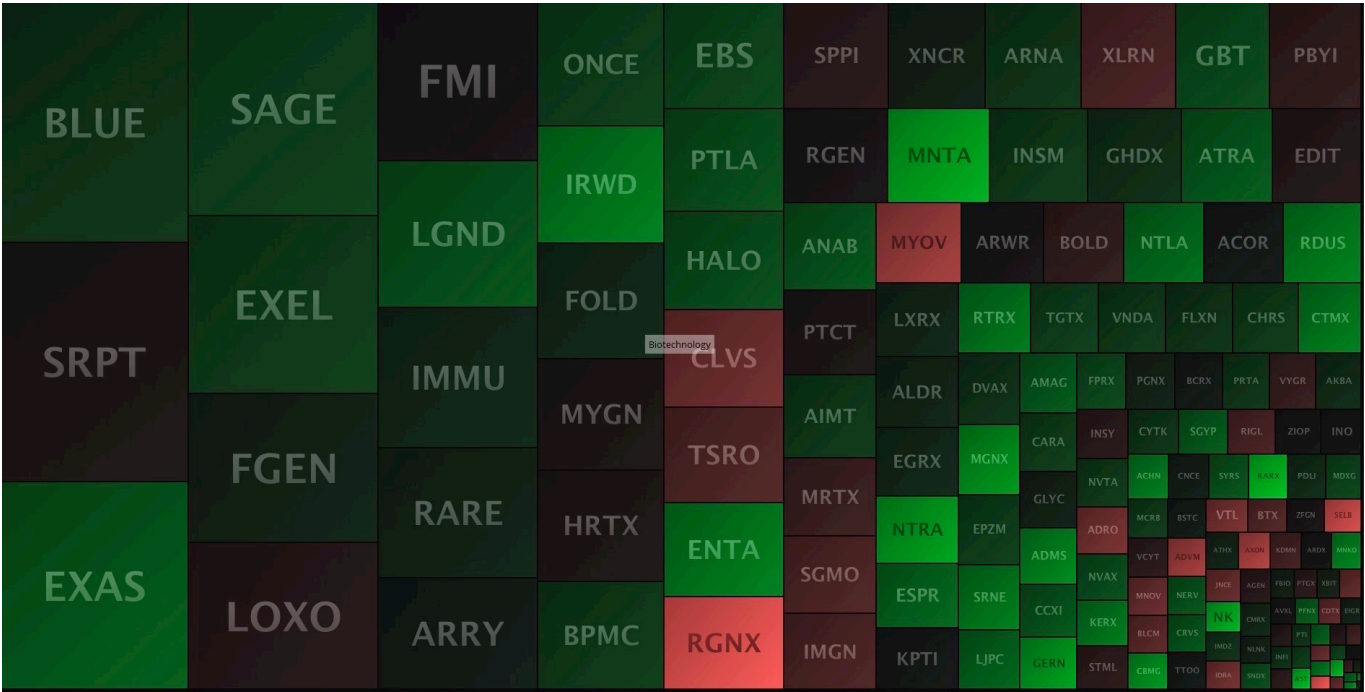 BLUE
SRPT
EXAS
SAGE
EXEL
FGEN
LOXO
FMI
LGND
IMMU
RARE
ARRY
ONCE
IRWD
FOLD
MYGN
HRTX
BPMC
EBS
PTLA
HALO
Biotechnology
CLVS
TSRO
ENTA
RGNX
SPPI XNCR ARNA XLRN GBT PBYI
RGEN MNTA INSM GHDX ATRA EDIT
ANAB MYOV ARWR BOLD NTLA ACOR RDUS
PTCT
AIMT
MRTX
SGMO
IMGN
LXRX RTRX TGTX VNDA FLXN CHRS CTMX
ALDR
EGRX
NTRA
ESPR
KPTI
DVAX
MGNX
EPZM
SRNE
LJPC
AMAG
CARA
GLYC
ADMS
CCXI
GERN
FPRX PGNX BCRX PRTA VYGR AKBA
INSY CYTK SGYP RIGL ZIOP INO
NVTA ACHN CNCE SYRS KARX PDLI MDXG
ADRO MCRB BSTC VTL BTX ZFGN SELB
NVAX
KERX
STML
VCYT ADVM ATHX AXON KDMN ARDX MNKD
MNOV NERV JNCE AGEN FBIO PTGX XBIT
BLCM CRVS NK CMRX AVXL PFNX CDTX EIGR
CBMG TTOO IMDZ NLNK PTI
INFI
IDRA SNDX